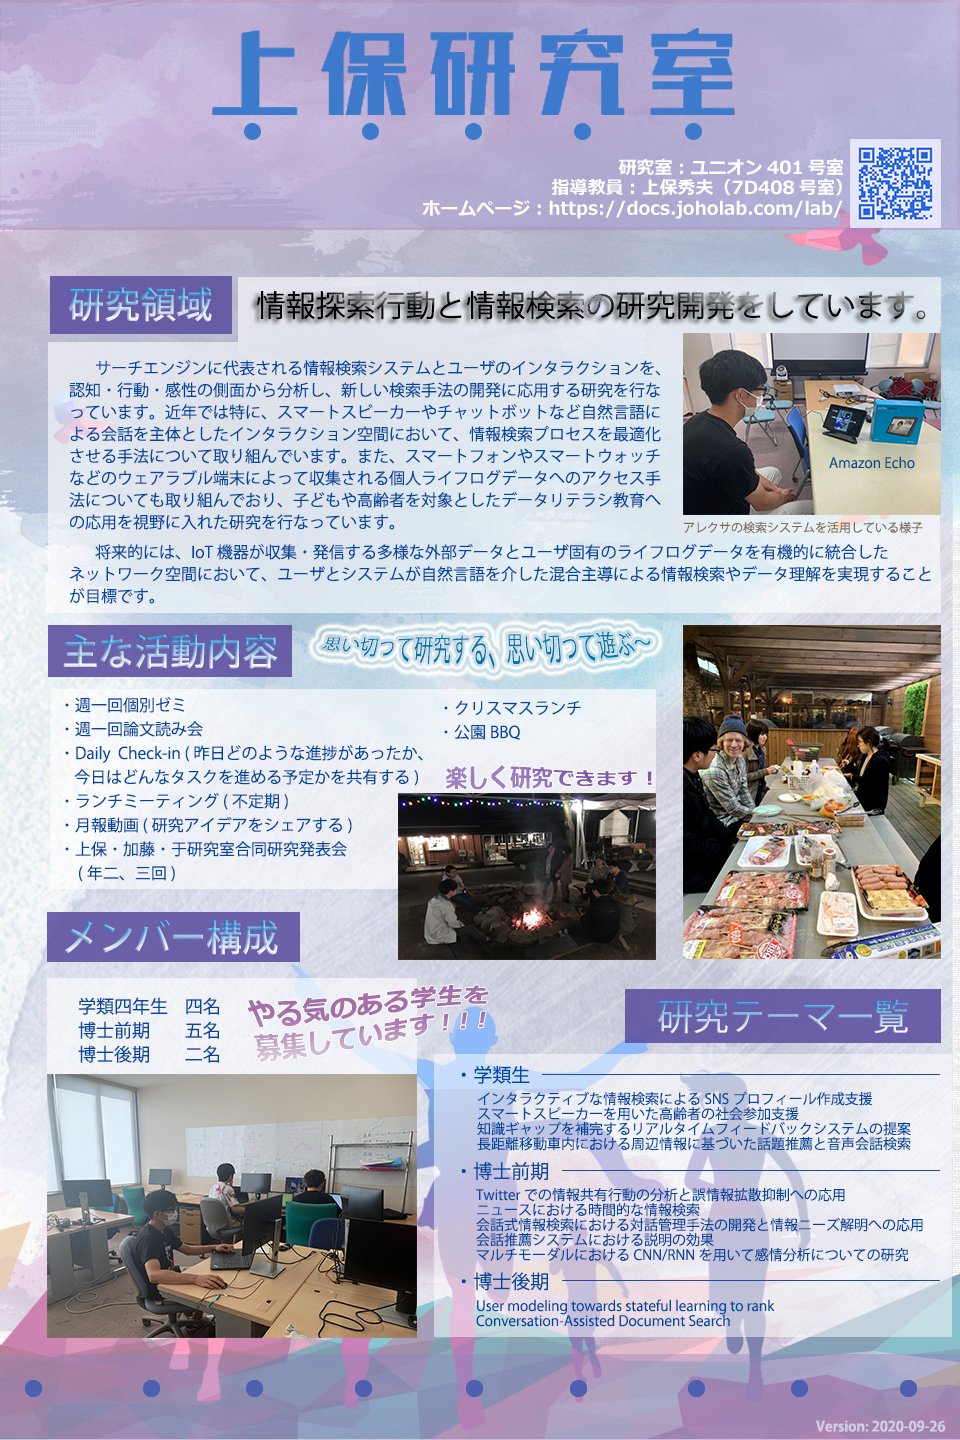 上保研究室
研究室：ユニオン 401 号室
指導教員：上保秀夫（7D408 号室）
ホームページ：https://docs.joholab.com/lab/
研究領域
情報探索行動と情報検索の研究開発をしています。
サーチエンジンに代表される情報検索システムとユーザのインタラクションを、
認知・行動・感性の側面から分析し、新しい検索手法の開発に応用する研究を行な
っています。近年では特に、スマートスピーカーやチャットボットなど自然言語に
よる会話を主体としたインタラクション空間において、情報検索プロセスを最適化
させる手法について取り組んでいます。また、スマートフォンやスマートウォッチ
などのウェアラブル端末によって収集される個人ライフログデータへのアクセス手
法についても取り組んでおり、子どもや高齢者を対象としたデータリテラシ教育へ
の応用を視野に入れた研究を行なっています。
Amazon Echo
アレクサの検索システムを活用している様子
将来的には、IoT 機器が収集・発信する多様な外部データとユーザ固有のライフログデータを有機的に統合した
ネットワーク空間において、ユーザとシステムが自然言語を介した混合主導による情報検索やデータ理解を実現すること
が目標です。
主な活動内容
思い切って研究する、思い切って遊ぶ～
・週一回個別ゼミ
・週一回論文読み会
・Daily Check-in ( 昨日どのような進捗があったか、
今日はどんなタスクを進める予定かを共有する )
・ランチミーティング ( 不定期 )
・月報動画 ( 研究アイデアをシェアする )
・上保・加藤・于研究室合同研究発表会
( 年二、三回 )
・クリスマスランチ
・公園 BBQ
楽しく研究できます！
メンバー構成
学類四年生　四名
博士前期　五名
博士後期　二名
やる気のある学生を
募集しています！！！
研究テーマ一覧
・学類生
インタラクティブな情報検索による SNS プロフィール作成支援
スマートスピーカーを用いた高齢者の社会参加支援
知識ギャップを補完するリアルタイムフィードバックシステムの提案
長距離移動車内における周辺情報に基づいた話題推薦と音声会話検索
・博士前期
Twitter での情報共有行動の分析と誤情報拡散抑制への応用
ニュースにおける時間的な情報検索
会話式情報検索における対話管理手法の開発と情報ニーズ解明への応用
会話推薦システムにおける説明の効果
マルチモーダルにおける CNN/RNN を用いて感情分析についての研究
・博士後期
User modeling towards stateful learning to rank
Conversation-Assisted Document Search
Version: 2020-09-26